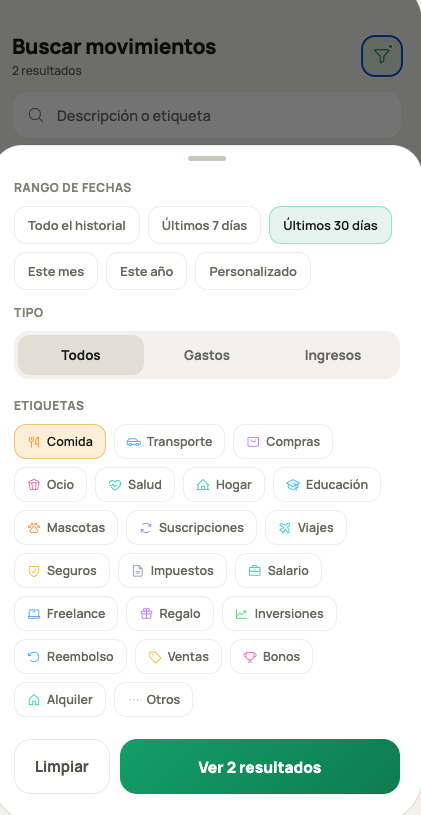 Buscar movimientos
2 resultados
Descripción o etiqueta
RANGO DE FECHAS
Todo el historial Últimos 7 días Últimos 30 días
Este mes Este año Personalizado
TIPO
Todos Gastos Ingresos
ETIQUETAS
Comida Transporte Compras
Ocio Salud Hogar Educación
Mascotas Suscripciones Viajes
Seguros Impuestos Salario
Freelance Regalo Inversiones
Reembolso Ventas Bonos
Alquiler Otros
Limpiar Ver 2 resultados